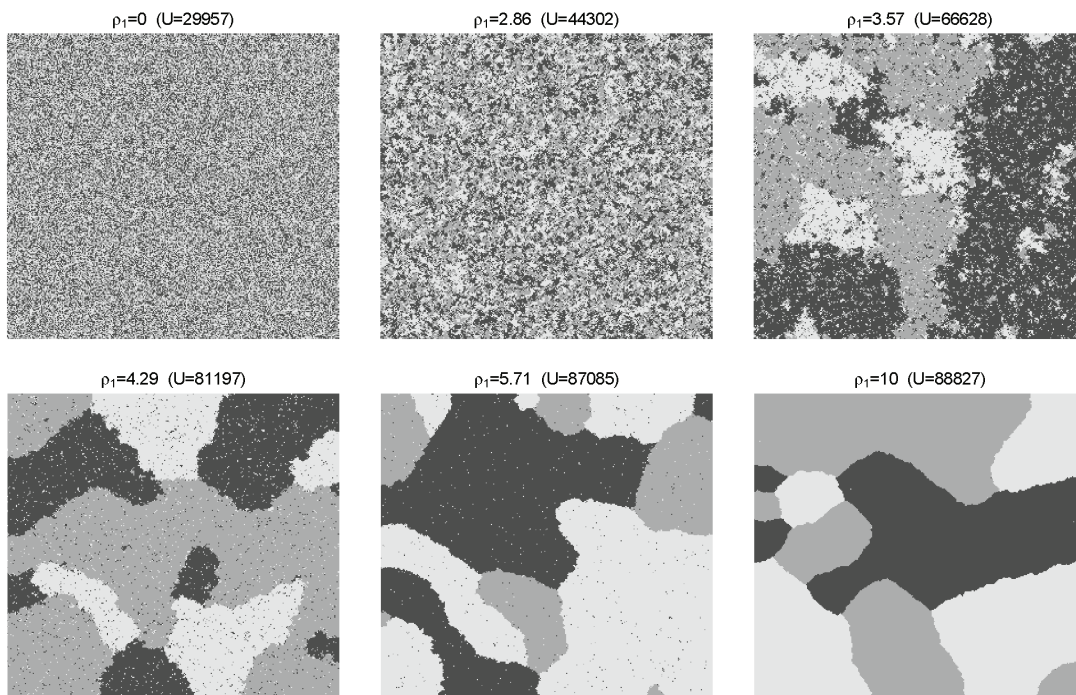 ρ₁=0 (U=29957)
ρ₁=2.86 (U=44302)
ρ₁=3.57 (U=66628)
ρ₁=4.29 (U=81197)
ρ₁=5.71 (U=87085)
ρ₁=10 (U=88827)